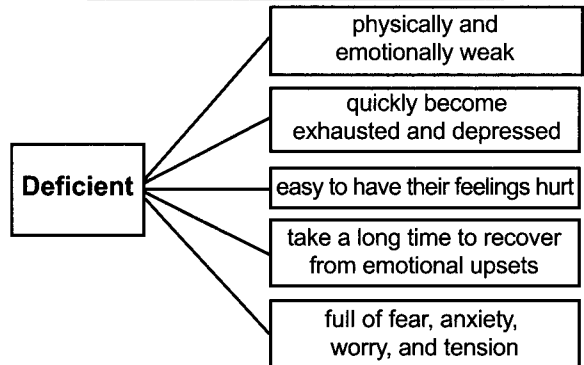 Deficient
physically and
emotionally weak
quickly become
exhausted and depressed
easy to have their feelings hurt
take a long time to recover
from emotional upsets
full of fear, anxiety,
worry, and tension